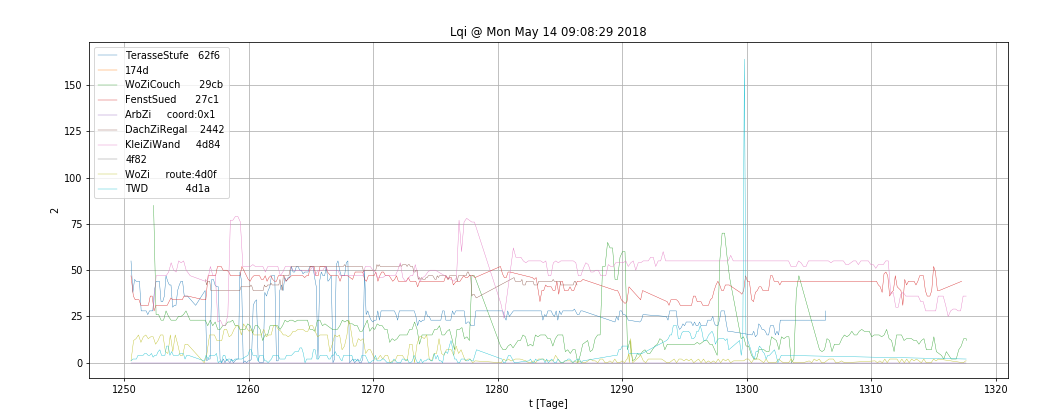 Lqi @ Mon May 14 09:08:29 2018
TerasseStufe 62f6
174d
WoZiCouch 29cb
FenstSued 27c1
ArbZi coord:0x1
DachZiRegal 2442
KleiZiWand 4d84
4f82
WoZi route:4d0f
TWD 4d1a
150
125
100
75
50
25
0
2
1250 1260 1270 1280 1290 1300 1310 1320
t [Tage]